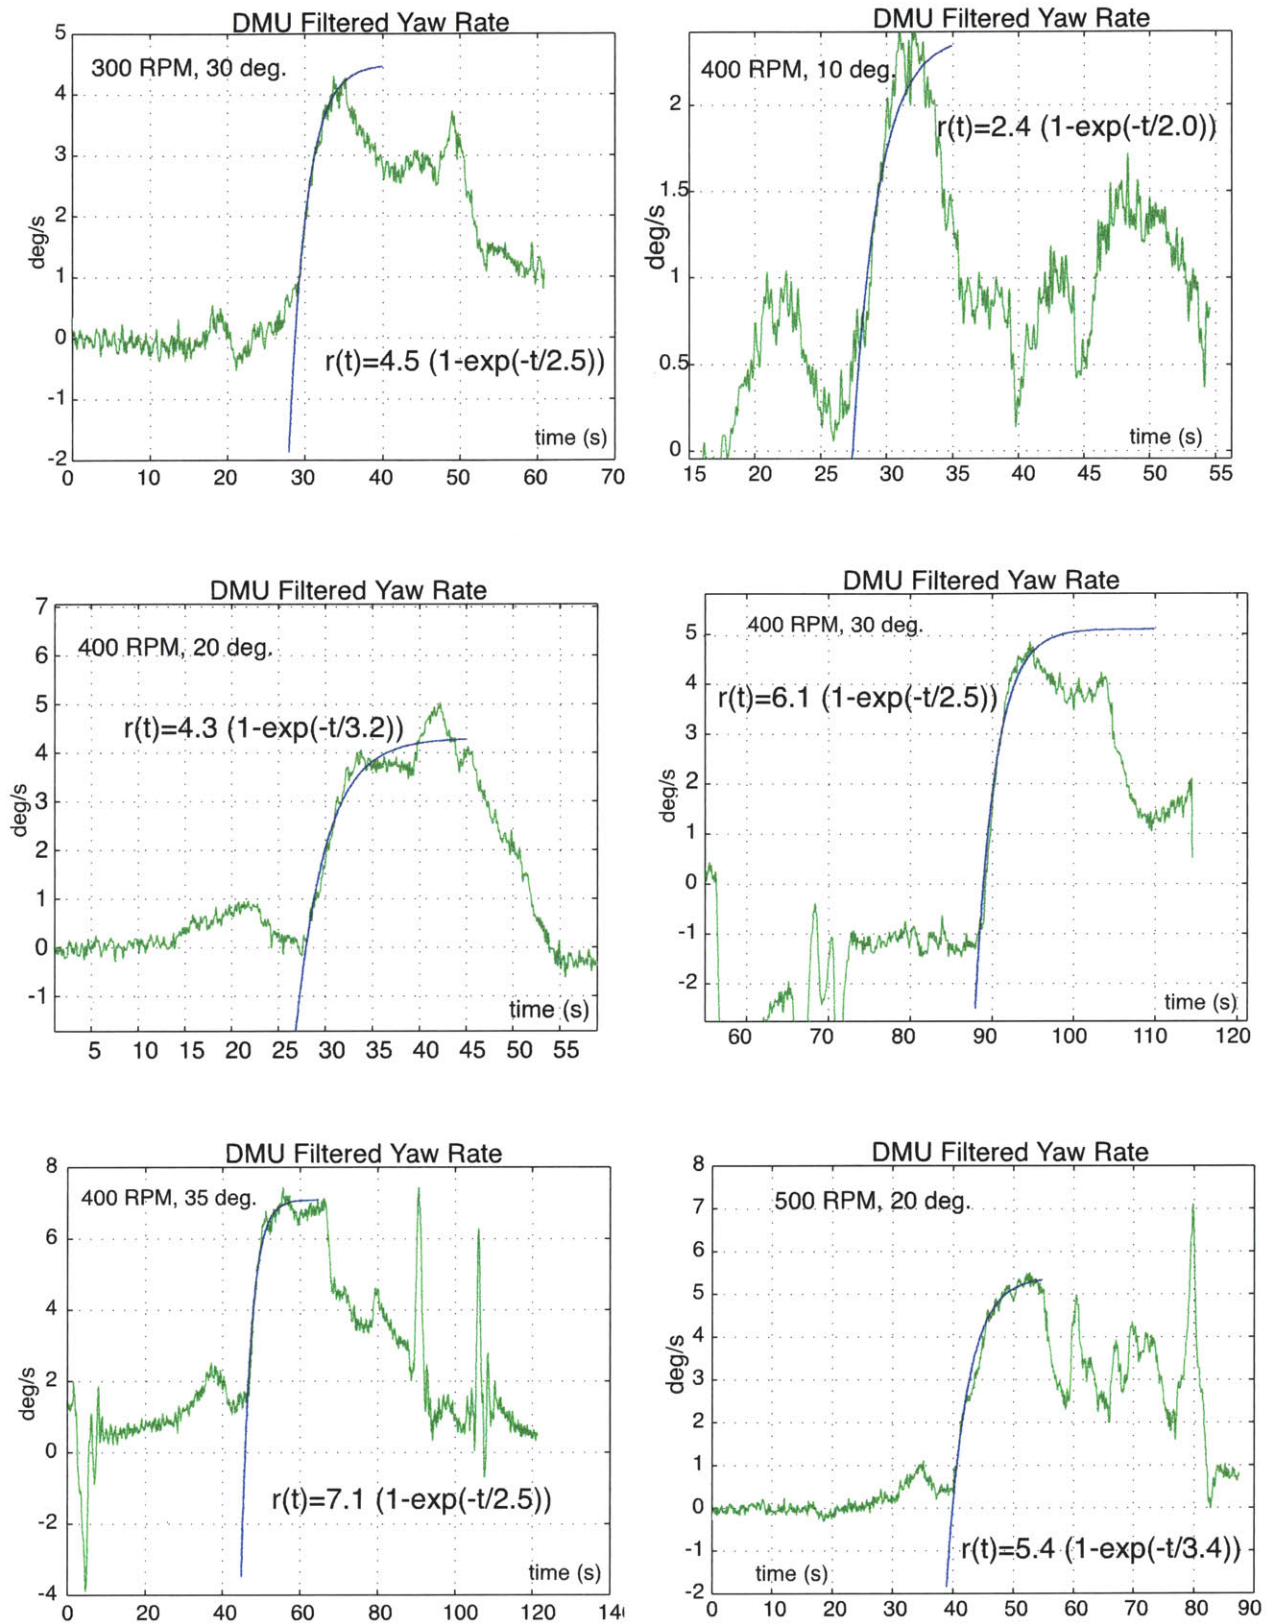 DMU Filtered Yaw Rate
300 RPM, 30 deg.
5
4
3
2
1
0
-1
-2
deg/s
r(t)=4.5 (1-exp(-t/2.5))
time (s)
0 10 20 30 40 50 60 70
DMU Filtered Yaw Rate
400 RPM, 10 deg.
2
1.5
1
0.5
0
deg/s
r(t)=2.4 (1-exp(-t/2.0))
time (s)
15 20 25 30 35 40 45 50 55
DMU Filtered Yaw Rate
400 RPM, 20 deg.
7
6
5
4
3
2
1
0
-1
deg/s
r(t)=4.3 (1-exp(-t/3.2))
time (s)
5 10 15 20 25 30 35 40 45 50 55
DMU Filtered Yaw Rate
400 RPM, 30 deg.
5
4
3
2
1
0
-1
-2
deg/s
r(t)=6.1 (1-exp(-t/2.5))
time (s)
60 70 80 90 100 110 120
DMU Filtered Yaw Rate
400 RPM, 35 deg.
8
6
4
2
0
-2
-4
deg/s
r(t)=7.1 (1-exp(-t/2.5))
time (s)
0 20 40 60 80 100 120
DMU Filtered Yaw Rate
500 RPM, 20 deg.
8
7
6
5
4
3
2
1
0
-1
-2
deg/s
r(t)=5.4 (1-exp(-t/3.4))
time (s)
0 10 20 30 40 50 60 70 80 90